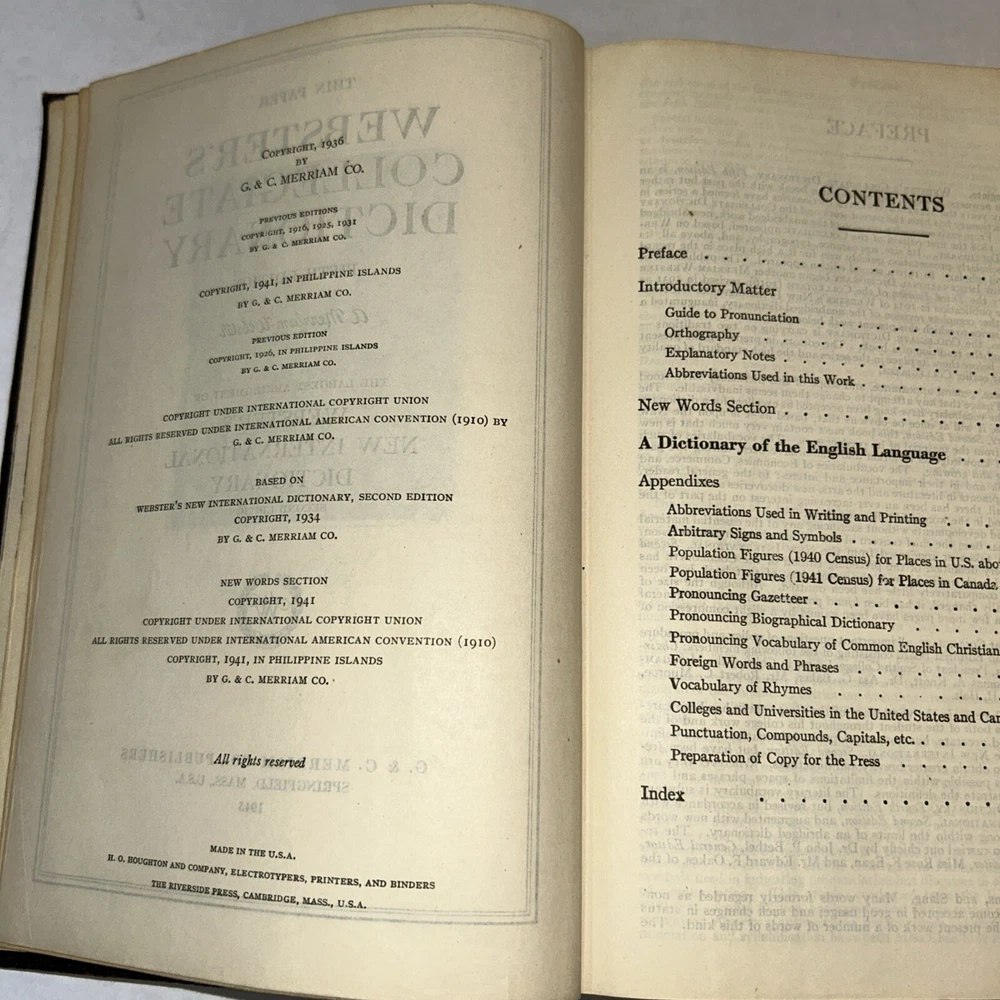 COPYRIGHT, 1936
BY
G. & C. MERRIAM CO.
PREVIOUS EDITIONS
COPYRIGHT, 1916, 1925, 1931
BY G. & C. MERRIAM CO.
COPYRIGHT, 1941, IN PHILIPPINE ISLANDS
BY G. & C. MERRIAM CO.
PREVIOUS EDITION
COPYRIGHT, 1926, IN PHILIPPINE ISLANDS
BY G. & C. MERRIAM CO.
COPYRIGHT UNDER INTERNATIONAL COPYRIGHT UNION
ALL RIGHTS RESERVED UNDER INTERNATIONAL AMERICAN CONVENTION (1910) BY
G. & C. MERRIAM CO.
BASED ON
WEBSTER'S NEW INTERNATIONAL DICTIONARY, SECOND EDITION
COPYRIGHT, 1934
BY G. & C. MERRIAM CO.
NEW WORDS SECTION
COPYRIGHT, 1941
COPYRIGHT UNDER INTERNATIONAL COPYRIGHT UNION
ALL RIGHTS RESERVED UNDER INTERNATIONAL AMERICAN CONVENTION (1910)
COPYRIGHT, 1941, IN PHILIPPINE ISLANDS
BY G. & C. MERRIAM CO.
All rights reserved
MADE IN THE U.S.A.
H. O. HOUGHTON AND COMPANY, ELECTROTYPERS, PRINTERS, AND BINDERS
THE RIVERSIDE PRESS, CAMBRIDGE, MASS., U.S.A.
CONTENTS
Preface
Introductory Matter
Guide to Pronunciation
Orthography
Explanatory Notes
Abbreviations Used in this Work
New Words Section
A Dictionary of the English Language
Appendixes
Abbreviations Used in Writing and Printing
Arbitrary Signs and Symbols
Population Figures (1940 Census) for Places in U.S. abo
Population Figures (1941 Census) for Places in Canada,
Pronouncing Gazetteer
Pronouncing Biographical Dictionary
Pronouncing Vocabulary of Common English Christian
Foreign Words and Phrases
Vocabulary of Rhymes
Colleges and Universities in the United States and Can
Punctuation, Compounds, Capitals, etc.
Preparation of Copy for the Press
Index